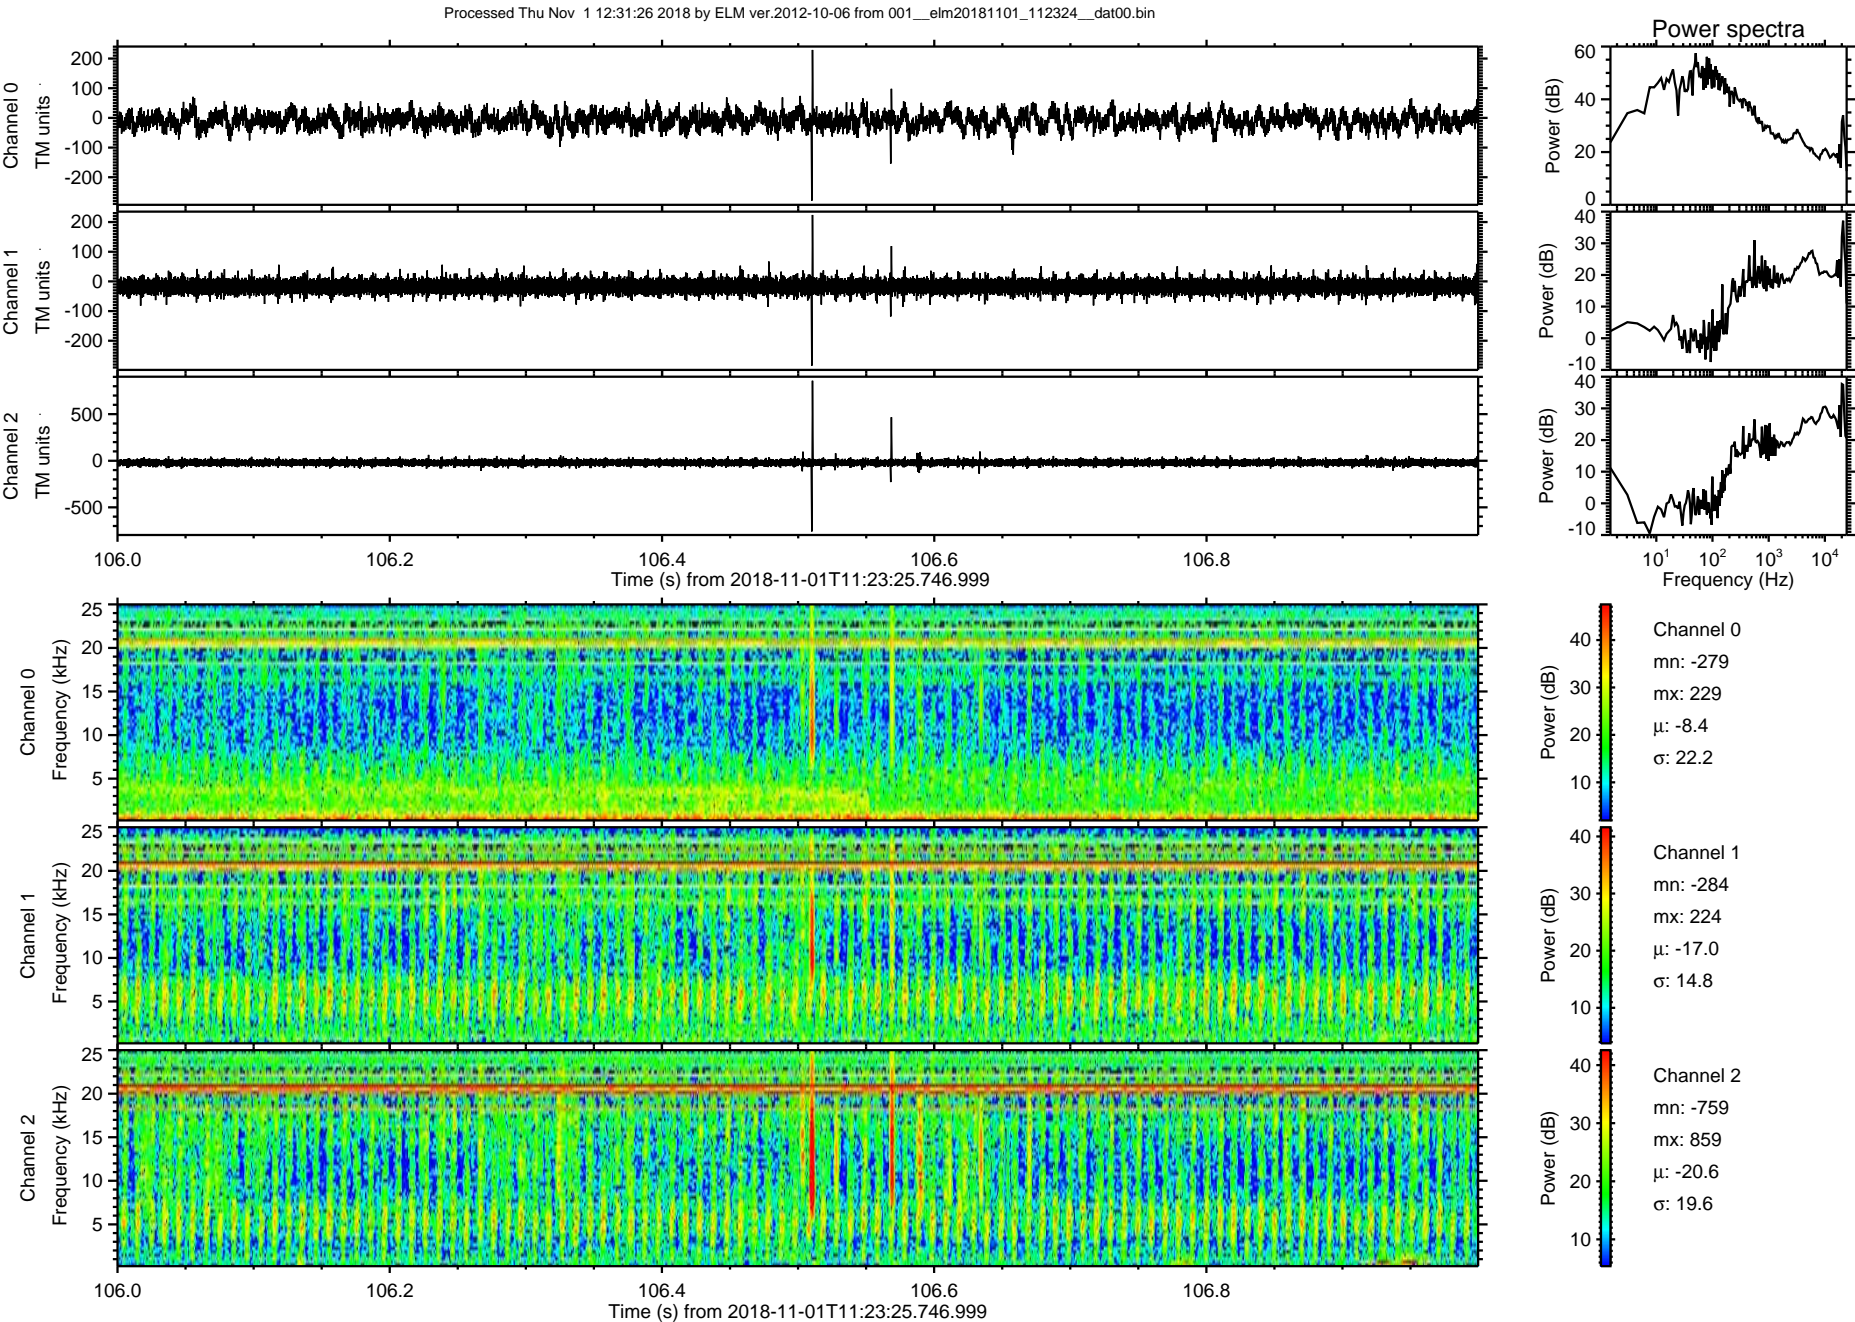 Processed Thu Nov  1 12:31:26 2018 by ELM ver.2012-10-06 from 001__elm20181101_112324__dat00.bin
Power spectra
Channel 0
TM units
200
100
0
-100
-200
Power (dB)
60
40
20
0
Channel 1
TM units
200
100
0
-100
-200
Power (dB)
40
30
20
10
0
-10
Channel 2
TM units
500
0
-500
Power (dB)
40
30
20
10
0
-10
106.0 106.2 106.4 106.6 106.8
Time (s) from 2018-11-01T11:23:25.746.999
10¹ 10² 10³ 10⁴
Frequency (Hz)
Channel 0
Frequency (kHz)
25
20
15
10
5
Power (dB)
40
30
20
10
Channel 0
mn: -279
mx: 229
μ: -8.4
σ: 22.2
Channel 1
Frequency (kHz)
25
20
15
10
5
Power (dB)
40
30
20
10
Channel 1
mn: -284
mx: 224
μ: -17.0
σ: 14.8
Channel 2
Frequency (kHz)
25
20
15
10
5
Power (dB)
40
30
20
10
Channel 2
mn: -759
mx: 859
μ: -20.6
σ: 19.6
106.0 106.2 106.4 106.6 106.8
Time (s) from 2018-11-01T11:23:25.746.999